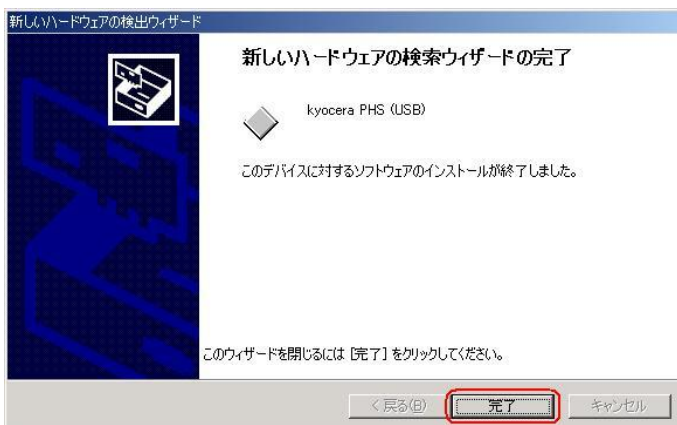 新しいハードウェアの検出ウィザード
新しいハードウェアの検索ウィザードの完了
kyocera PHS (USB)
このデバイスに対するソフトウェアのインストールが終了しました。
このウィザードを閉じるには [完了] をクリックしてください。
< 戻る(B)
完了
キャンセル